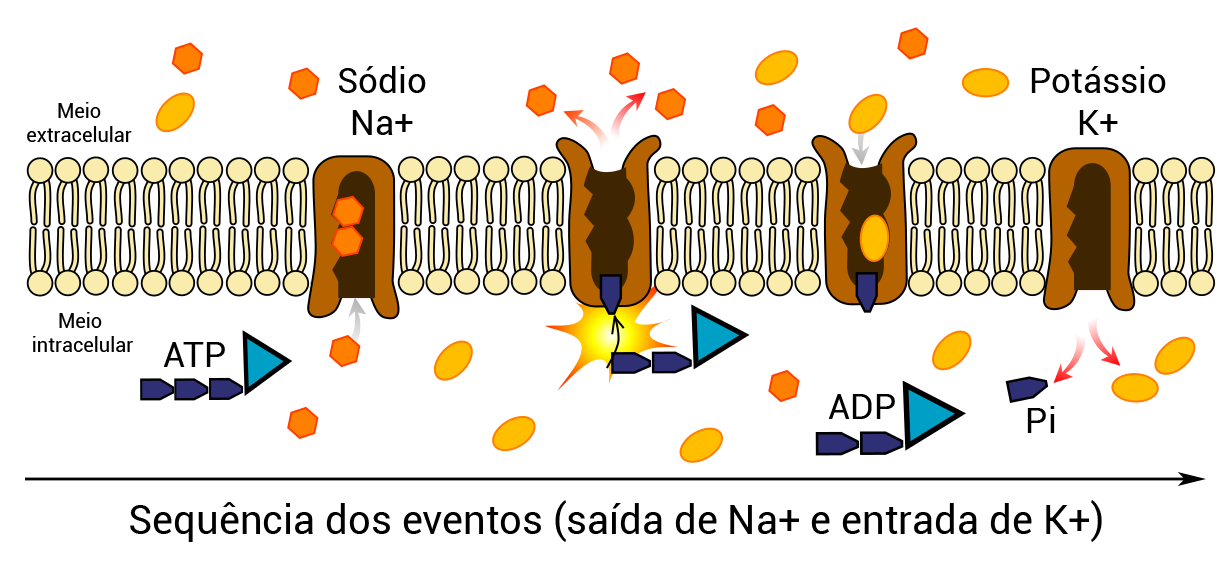 Sódio
Na+
Potássio
K+
Meio
extracelular
Meio
intracelular
ATP
ADP
Pi
Sequência dos eventos (saída de Na+ e entrada de K+)